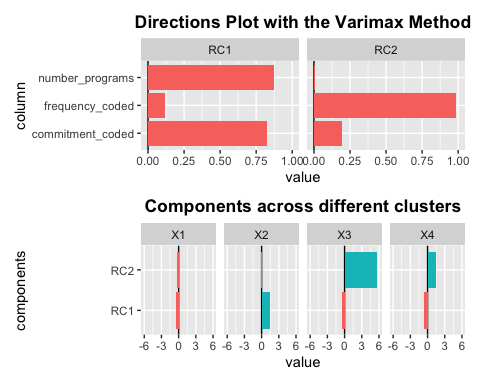 Directions Plot with the Varimax Method
RC1 RC2
number_programs
frequency_coded
commitment_coded
column
0.00 0.25 0.50 0.75 1.00 0.00 0.25 0.50 0.75 1.00
value
Components across different clusters
X1 X2 X3 X4
RC2
RC1
components
-6 -3 0 3 6 -6 -3 0 3 6 -6 -3 0 3 6 -6 -3 0 3 6
value